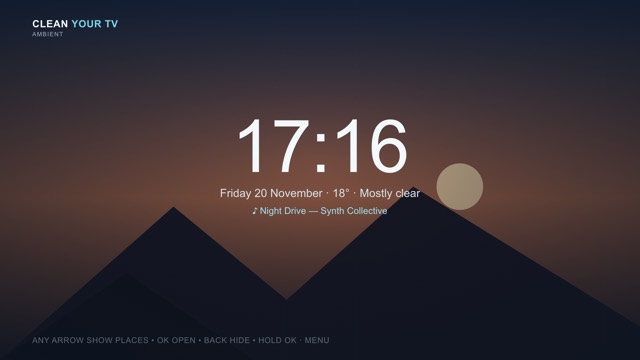 CLEAN YOUR TV
AMBIENT
17:16
Friday 20 November · 18° · Mostly clear
♪ Night Drive — Synth Collective
ANY ARROW SHOW PLACES • OK OPEN • BACK HIDE • HOLD OK · MENU